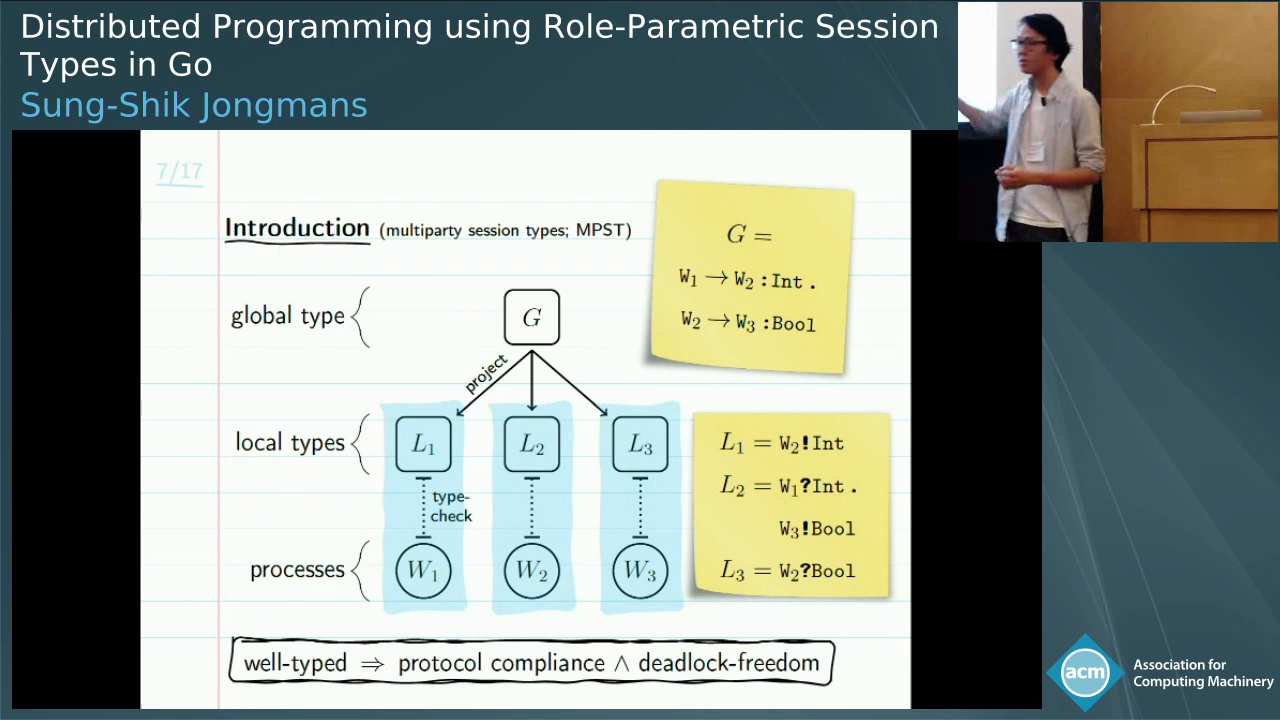 Distributed Programming using Role-Parametric Session
Types in Go
Sung-Shik Jongmans
7/17
Introduction (multiparty session types; MPST)
G =
W1 → W2 :Int .
W2 → W3 :Bool
global type
G
project
local types
L1 L2 L3
L1 = W2!Int
L2 = W1?Int .
W3!Bool
L3 = W2?Bool
type-
check
processes
W1 W2 W3
well-typed ⇒ protocol compliance ∧ deadlock-freedom
acm
Association for
Computing Machinery